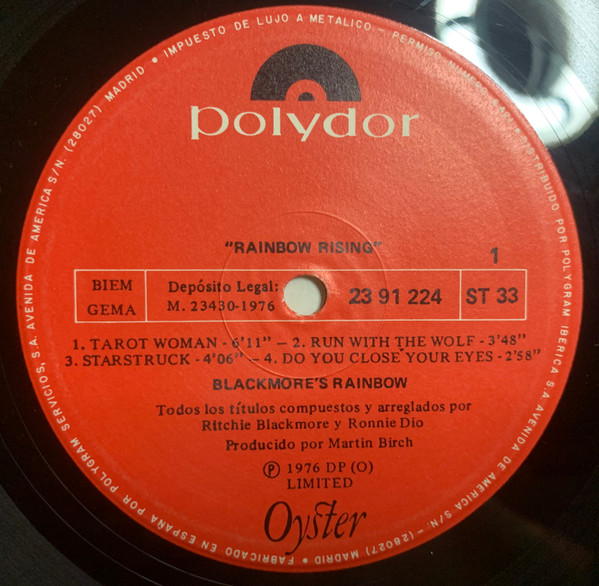 polydor
"RAINBOW RISING"
1
BIEM
GEMA
Depósito Legal:
M. 23430-1976
23 91 224
ST 33
1. TAROT WOMAN - 6'11" – 2. RUN WITH THE WOLF - 3'48"
3. STARSTRUCK - 4'06" – 4. DO YOU CLOSE YOUR EYES - 2'58"
BLACKMORE'S RAINBOW
Todos los títulos compuestos y arreglados por
Ritchie Blackmore y Ronnie Dio
Producido por Martin Birch
℗ 1976 DP (O)
LIMITED
Oyster
FABRICADO EN ESPAÑA POR POLYGRAM SERVICIOS, S.A. AVENIDA DE AMERICA S/N. (28027) MADRID • IMPUESTO DE LUJO A METALICO - PERMISO NUMERO DISTRIBUIDO POR POLYGRAM IBERICA S.A. AVENIDA DE AMERICA, S/N - (28027) MADRID •